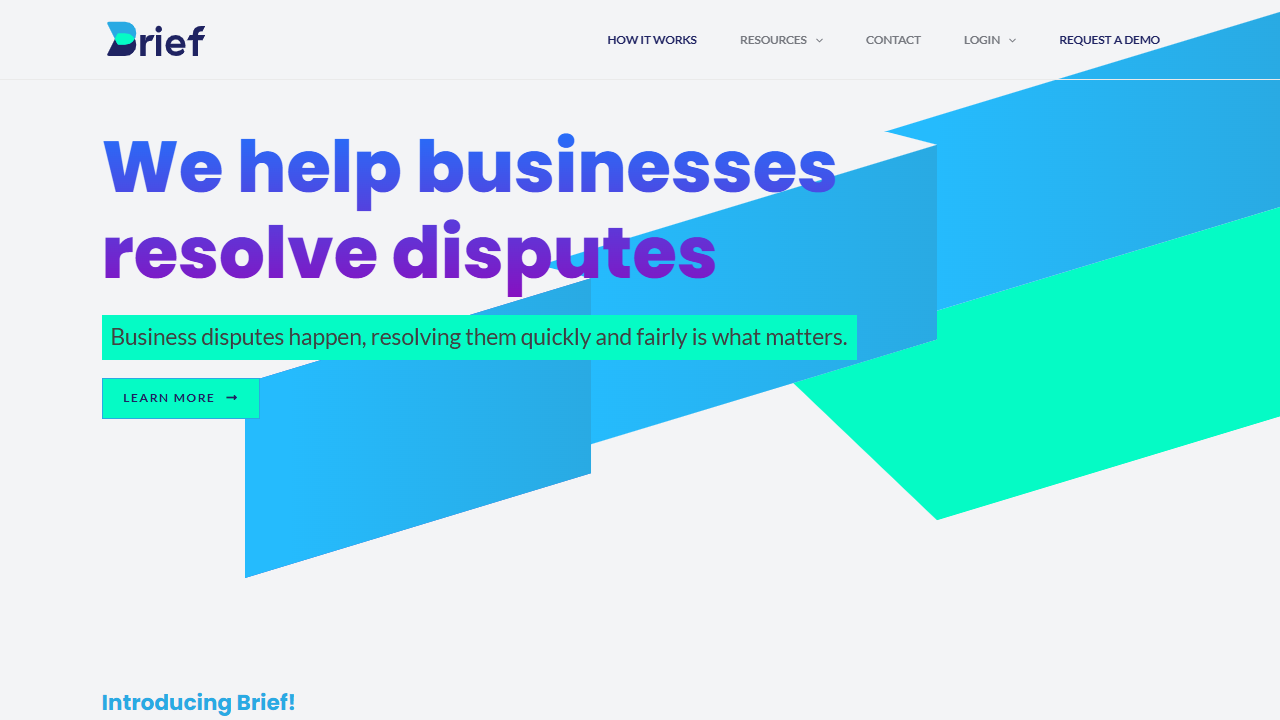 Brief
HOW IT WORKS
RESOURCES
CONTACT
LOGIN
REQUEST A DEMO
We help businesses
resolve disputes
Business disputes happen, resolving them quickly and fairly is what matters.
LEARN MORE
Introducing Brief!